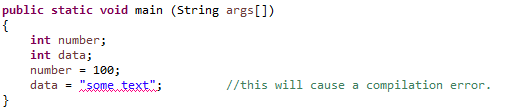 public static void main (String args[])
{
    int number;
    int data;
    number = 100;
    data = "some text";         //this will cause a compilation error.
}